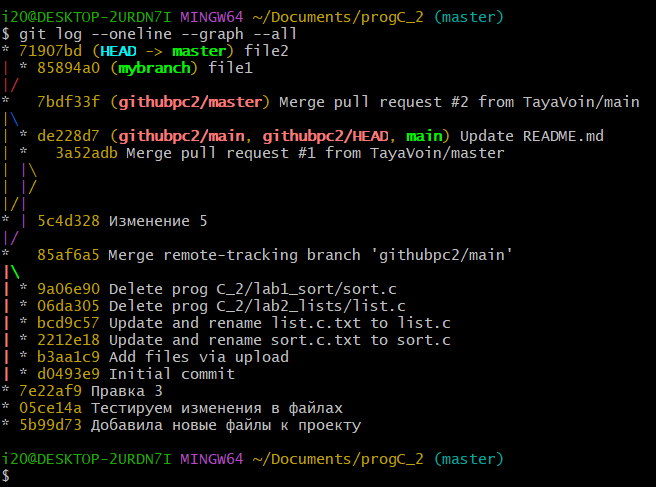 i20@DESKTOP-2URDN7I MINGW64 ~/Documents/progC_2 (master)
$ git log --oneline --graph --all
* 71907bd (HEAD -> master) file2
| * 85894a0 (mybranch) file1
|/
*   7bdf33f (githubpc2/master) Merge pull request #2 from TayaVoin/main
|\
| * de228d7 (githubpc2/main, githubpc2/HEAD, main) Update README.md
| *   3a52adb Merge pull request #1 from TayaVoin/master
| |\
| |/
|/|
* | 5c4d328 Изменение 5
|/
*   85af6a5 Merge remote-tracking branch 'githubpc2/main'
|\
| * 9a06e90 Delete prog C_2/lab1_sort/sort.c
| * 06da305 Delete prog C_2/lab2_lists/list.c
| * bcd9c57 Update and rename list.c.txt to list.c
| * 2212e18 Update and rename sort.c.txt to sort.c
| * b3aa1c9 Add files via upload
| * d0493e9 Initial commit
* 7e22af9 Правка 3
* 05ce14a Тестируем изменения в файлах
* 5b99d73 Добавила новые файлы к проекту
i20@DESKTOP-2URDN7I MINGW64 ~/Documents/progC_2 (master)
$